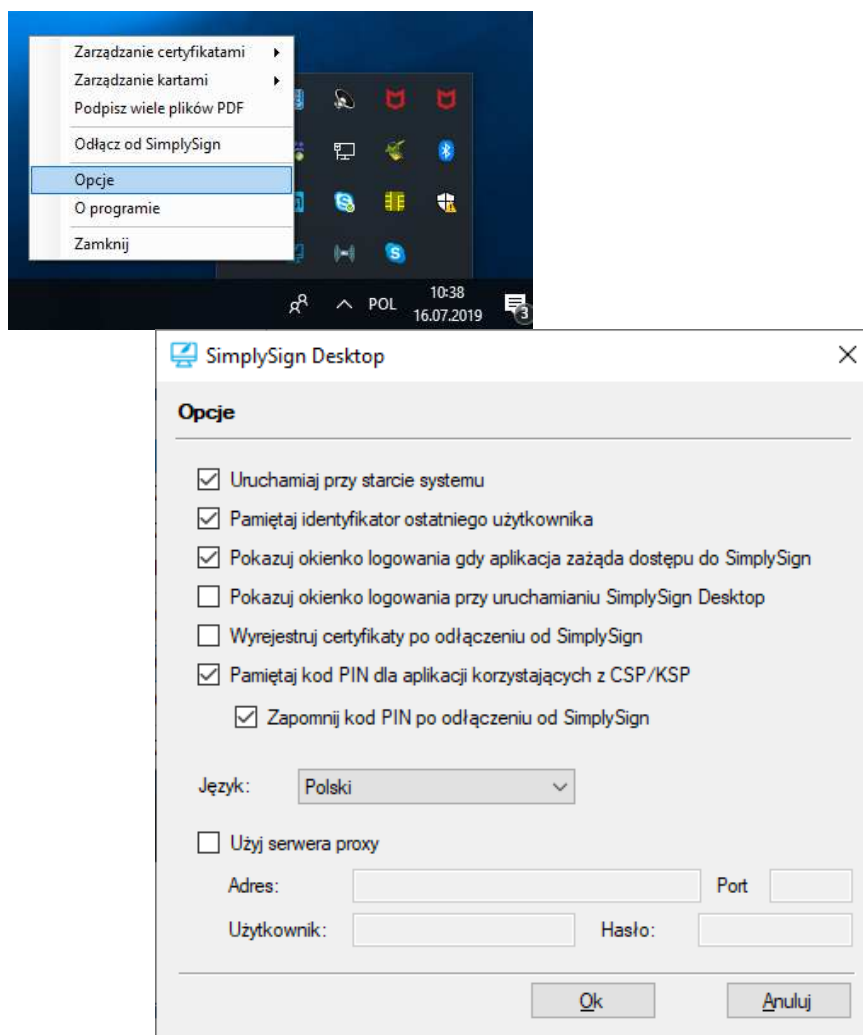 Zarządzanie certyfikatami
Zarządzanie kartami
Podpisz wiele plików PDF
Odłącz od SimplySign
Opcje
O programie
Zamknij
POL
10:38
16.07.2019
3
SimplySign Desktop
Opcje
Uruchamiaj przy starcie systemu
Pamiętaj identyfikator ostatniego użytkownika
Pokazuj okienko logowania gdy aplikacja zażąda dostępu do SimplySign
Pokazuj okienko logowania przy uruchamianiu SimplySign Desktop
Wyrejestruj certyfikaty po odłączeniu od SimplySign
Pamiętaj kod PIN dla aplikacji korzystających z CSP/KSP
Zapomnij kod PIN po odłączeniu od SimplySign
Język: Polski
Użyj serwera proxy
Adres: Port
Użytkownik: Hasło:
Ok Anuluj